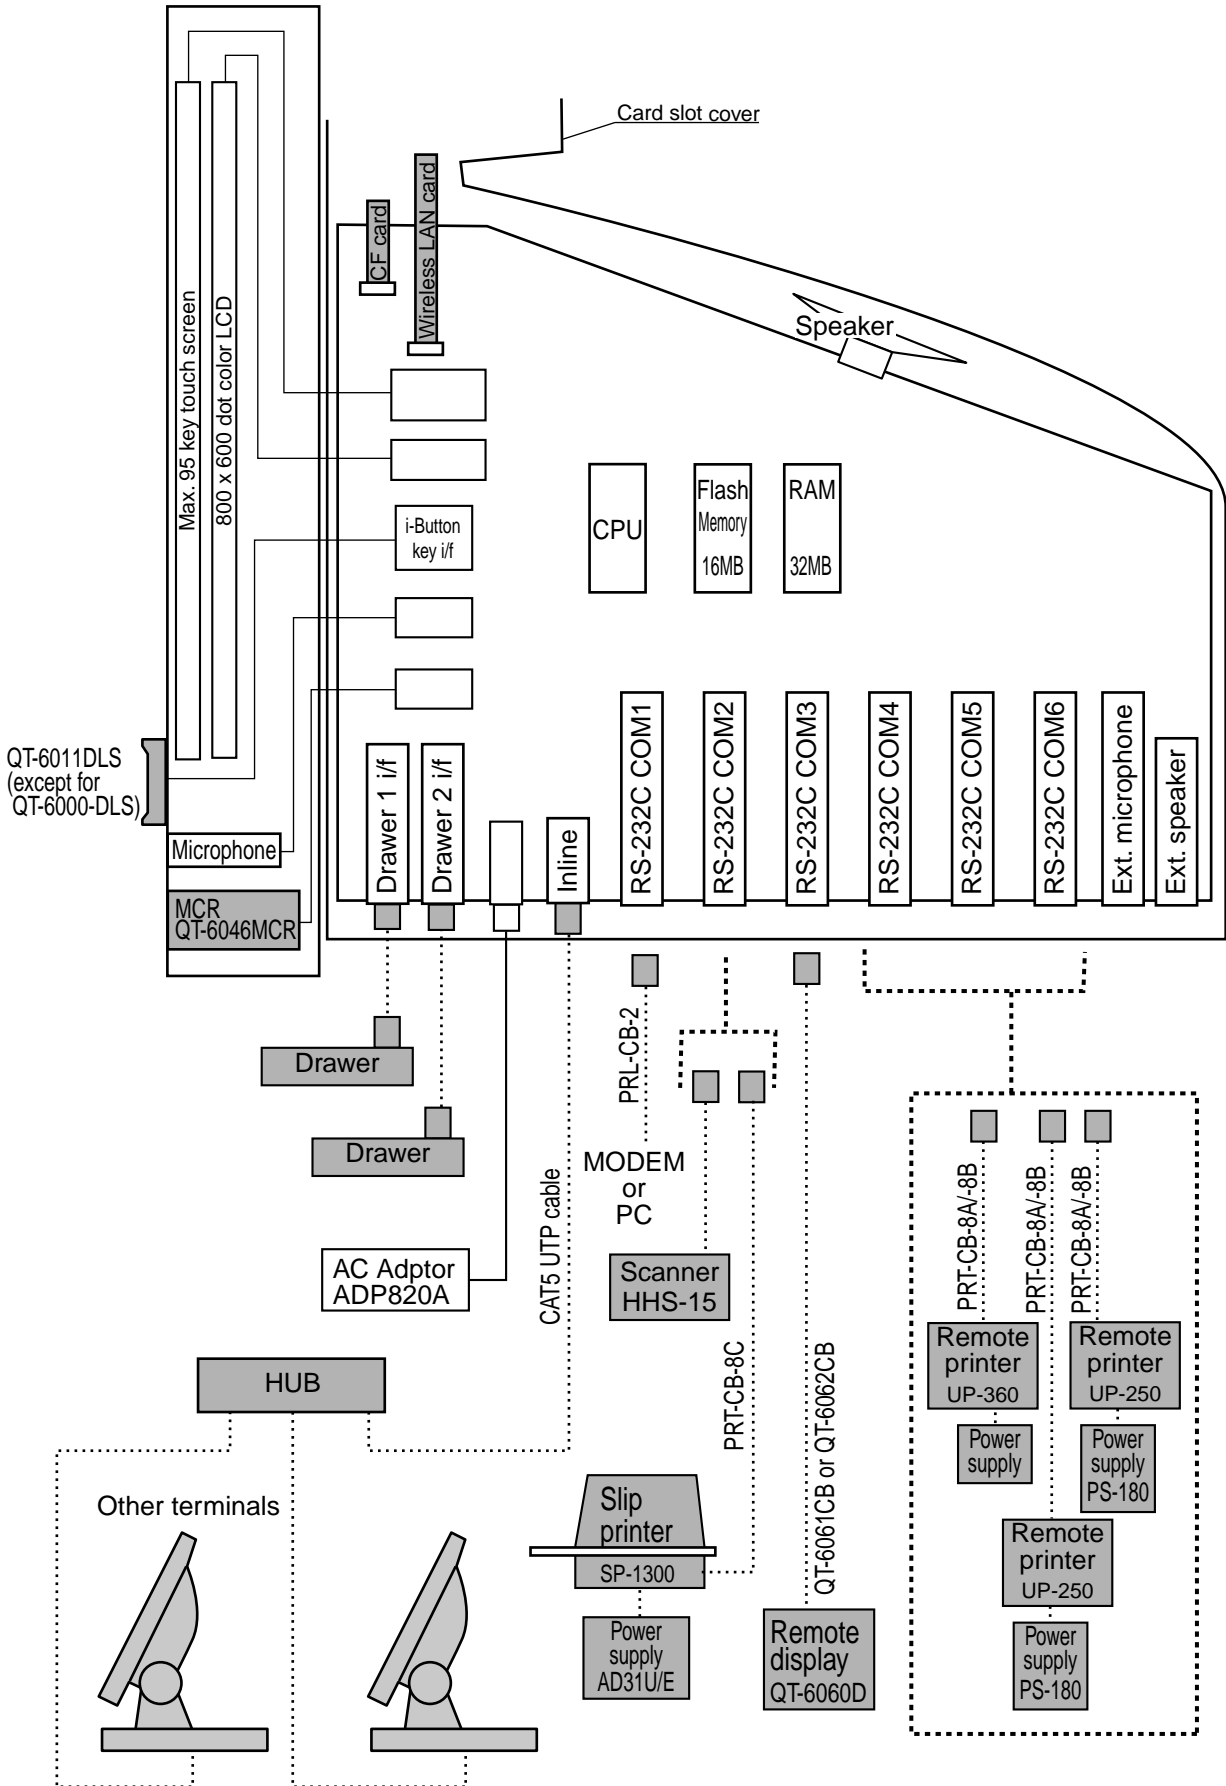 Card slot cover
Max. 95 key touch screen
800 x 600 dot color LCD
CF card
Wireless LAN card
Speaker
i-Button
key i/f
CPU
Flash
Memory
16MB
RAM
32MB
QT-6011DLS
(except for
QT-6000-DLS)
Microphone
MCR
QT-6046MCR
Drawer 1 i/f
Drawer 2 i/f
Inline
RS-232C COM1
RS-232C COM2
RS-232C COM3
RS-232C COM4
RS-232C COM5
RS-232C COM6
Ext. microphone
Ext. speaker
Drawer
Drawer
AC Adptor
ADP820A
CAT5 UTP cable
PRL-CB-2
MODEM
or
PC
Scanner
HHS-15
PRT-CB-8C
QT-6061CB or QT-6062CB
PRT-CB-8A/-8B
PRT-CB-8A/-8B
PRT-CB-8A/-8B
Remote
printer
UP-360
Power
supply
Remote
printer
UP-250
Power
supply
PS-180
Remote
printer
UP-250
Power
supply
PS-180
HUB
Other terminals
Slip
printer
SP-1300
Power
supply
AD31U/E
Remote
display
QT-6060D